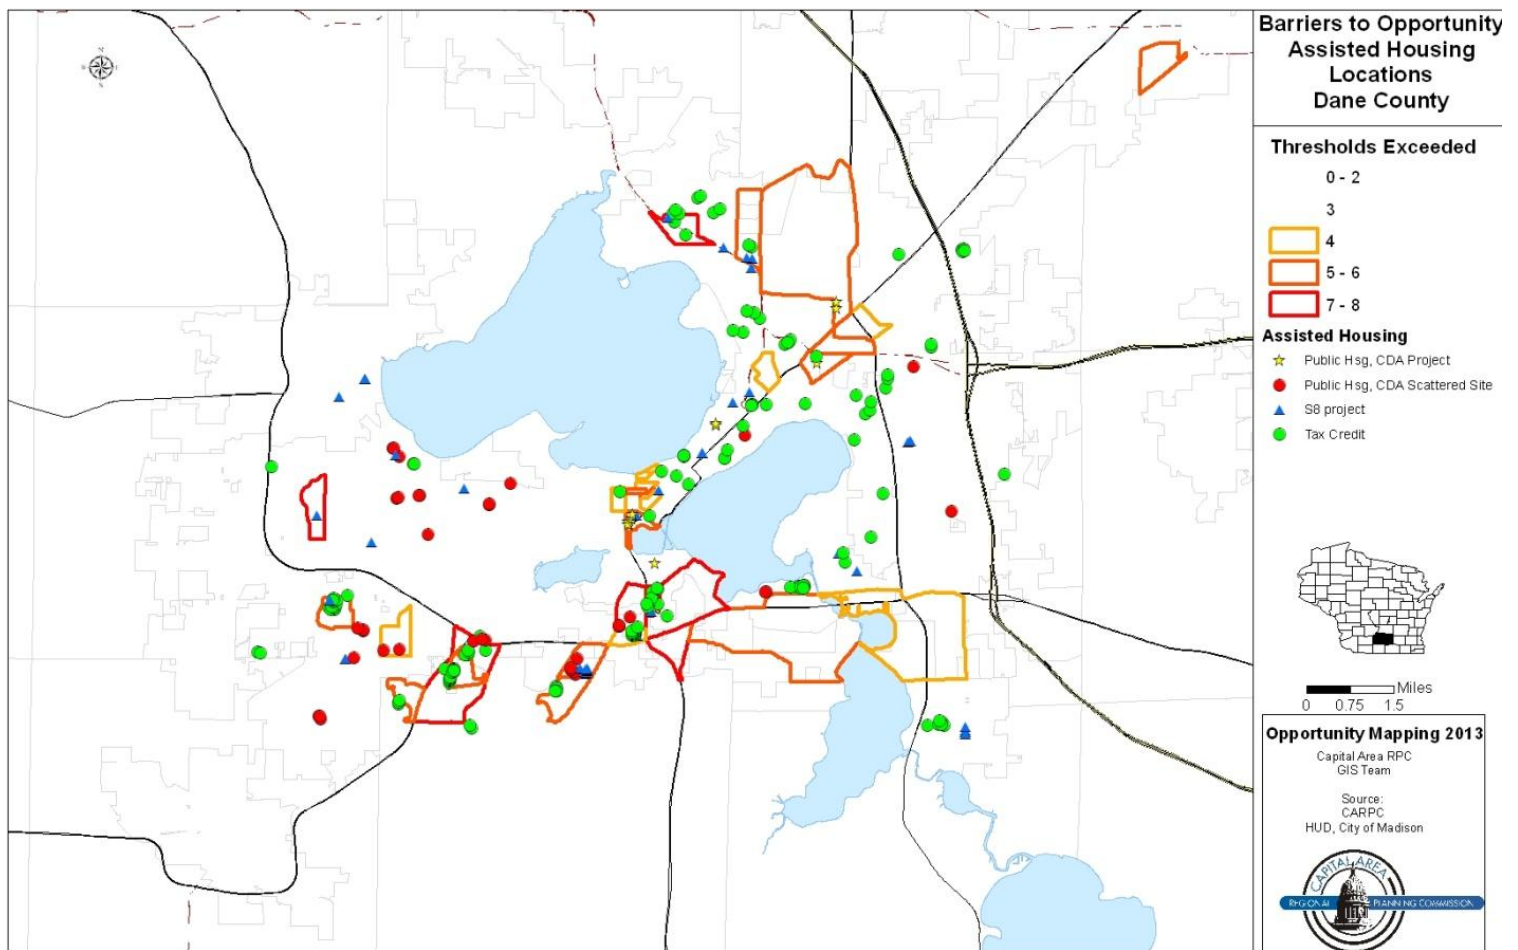 Barriers to Opportunity
Assisted Housing
Locations
Dane County
Thresholds Exceeded
0 - 2
3
4
5 - 6
7 - 8
Assisted Housing
Public Hsg, CDA Project
Public Hsg, CDA Scattered Site
S8 project
Tax Credit
Miles
0 0.75 1.5
Opportunity Mapping 2013
Capital Area RPC
GIS Team
Source:
CARPC
HUD, City of Madison
CAPITAL AREA
REGIONAL PLANNING COMMISSION